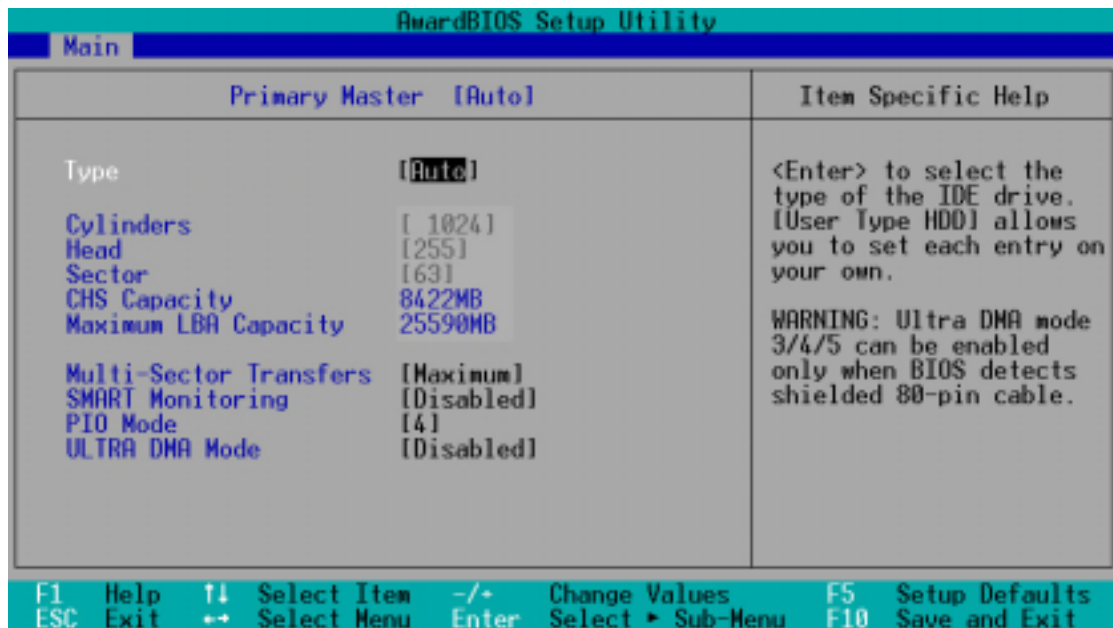 AwardBIOS Setup Utility
Main
Primary Master [Auto]
Item Specific Help
Type [Auto]
Cylinders [ 1024]
Head [255]
Sector [63]
CHS Capacity 8422MB
Maximum LBA Capacity 25590MB
Multi-Sector Transfers [Maximum]
SMART Monitoring [Disabled]
PIO Mode [4]
ULTRA DMA Mode [Disabled]
<Enter> to select the
type of the IDE drive.
[User Type HDD] allows
you to set each entry on
your own.
WARNING: Ultra DMA mode
3/4/5 can be enabled
only when BIOS detects
shielded 80-pin cable.
F1 Help ↑↓ Select Item -/+ Change Values F5 Setup Defaults
ESC Exit ←→ Select Menu Enter Select ► Sub-Menu F10 Save and Exit